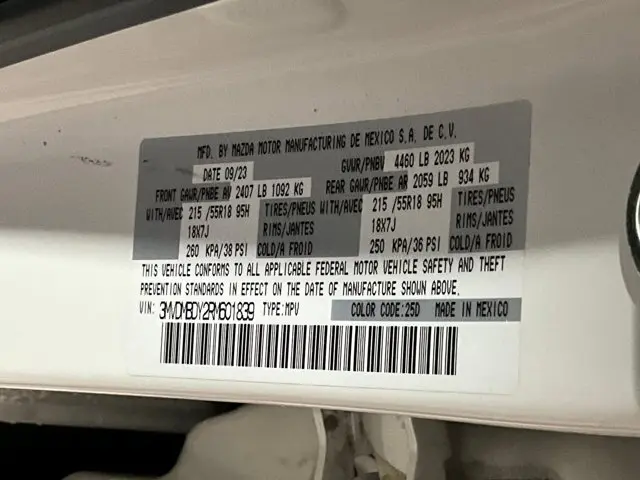 MFD. BY MAZDA MOTOR MANUFACTURING DE MEXICO S.A. DE C.V.
DATE 09/23 GVWR/PNBV 4460 LB 2023 KG
FRONT GAWR/PNBE AV 2407 LB 1092 KG REAR GAWR/PNBE AR 2059 LB 934 KG
WITH/AVEC 215 /55R18 95H TIRES/PNEUS WITH/AVEC 215 /55R18 95H TIRES/PNEUS
18X7J RIMS/JANTES 18X7J RIMS/JANTES
260 KPA/38 PSI COLD/A FROID 250 KPA/36 PSI COLD/A FROID
THIS VEHICLE CONFORMS TO ALL APPLICABLE FEDERAL MOTOR VEHICLE SAFETY AND THEFT
PREVENTION STANDARDS IN EFFECT ON THE DATE OF MANUFACTURE SHOWN ABOVE.
VIN: 3MVDMBDY2RM601839 TYPE:MPV COLOR CODE:25D MADE IN MEXICO